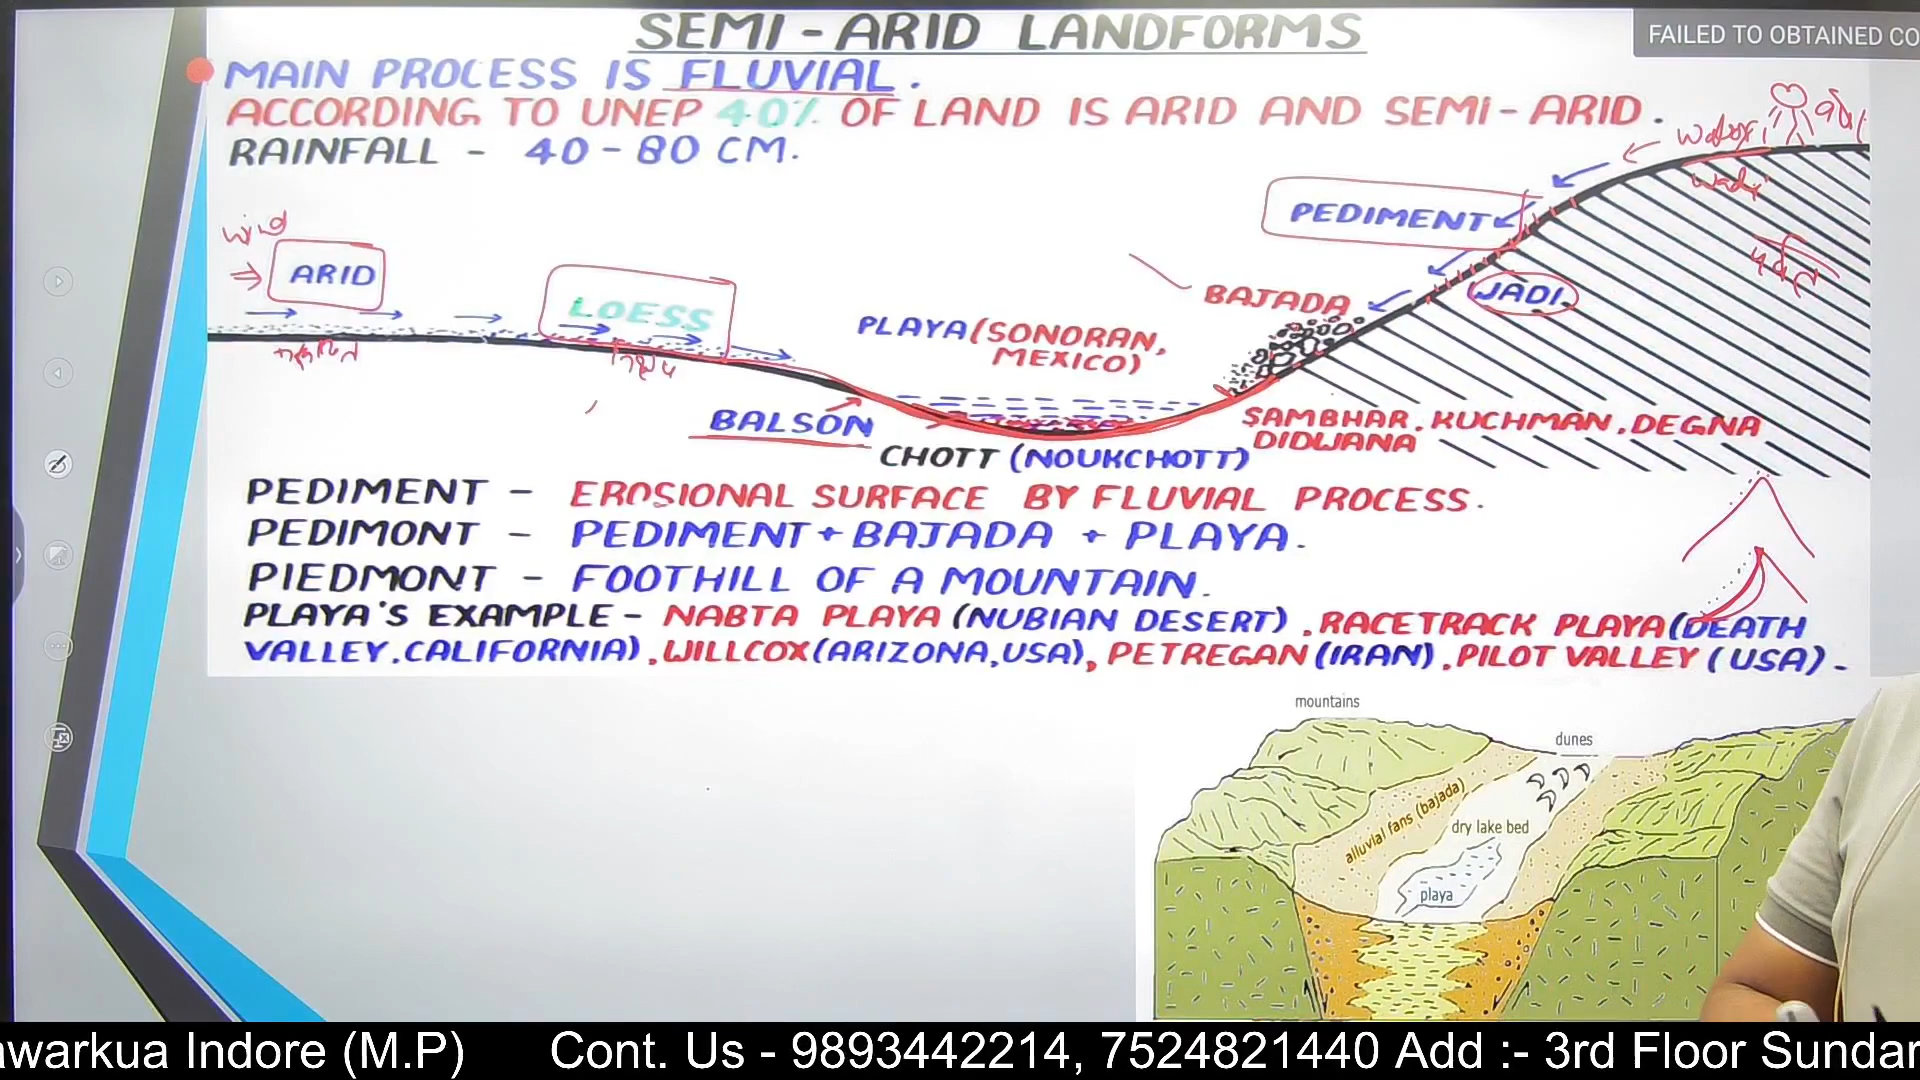 SEMI-ARID LANDFORMS
FAILED TO OBTAINED CO
MAIN PROCESS IS FLUVIAL.
ACCORDING TO UNEP 40% OF LAND IS ARID AND SEMI-ARID.
RAINFALL - 40-80 CM.
PEDIMENT
ARID
LOESS
BAJADA
JADI
PLAYA (SONORAN,
MEXICO)
BALSON
SAMBHAR, KUCHMAN, DEGNA
DIDWANA
CHOTT (NOUKCHOTT)
PEDIMENT - EROSIONAL SURFACE BY FLUVIAL PROCESS.
PEDIMONT - PEDIMENT + BAJADA + PLAYA.
PIEDMONT - FOOTHILL OF A MOUNTAIN.
PLAYA'S EXAMPLE - NABTA PLAYA (NUBIAN DESERT), RACETRACK PLAYA (DEATH
VALLEY, CALIFORNIA), WILLCOX (ARIZONA, USA), PETREGAN (IRAN), PILOT VALLEY (USA) -
mountains
dunes
alluvial fans (bajada)
dry lake bed
playa
awarkua Indore (M.P) Cont. Us - 9893442214, 7524821440 Add :- 3rd Floor Sundar